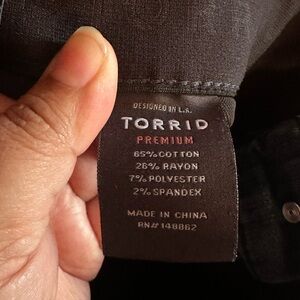 DESIGNED IN L.A.
TORRID
PREMIUM
65% COTTON
26% RAYON
7% POLYESTER
2% SPANDEX
MADE IN CHINA
RN# 148862